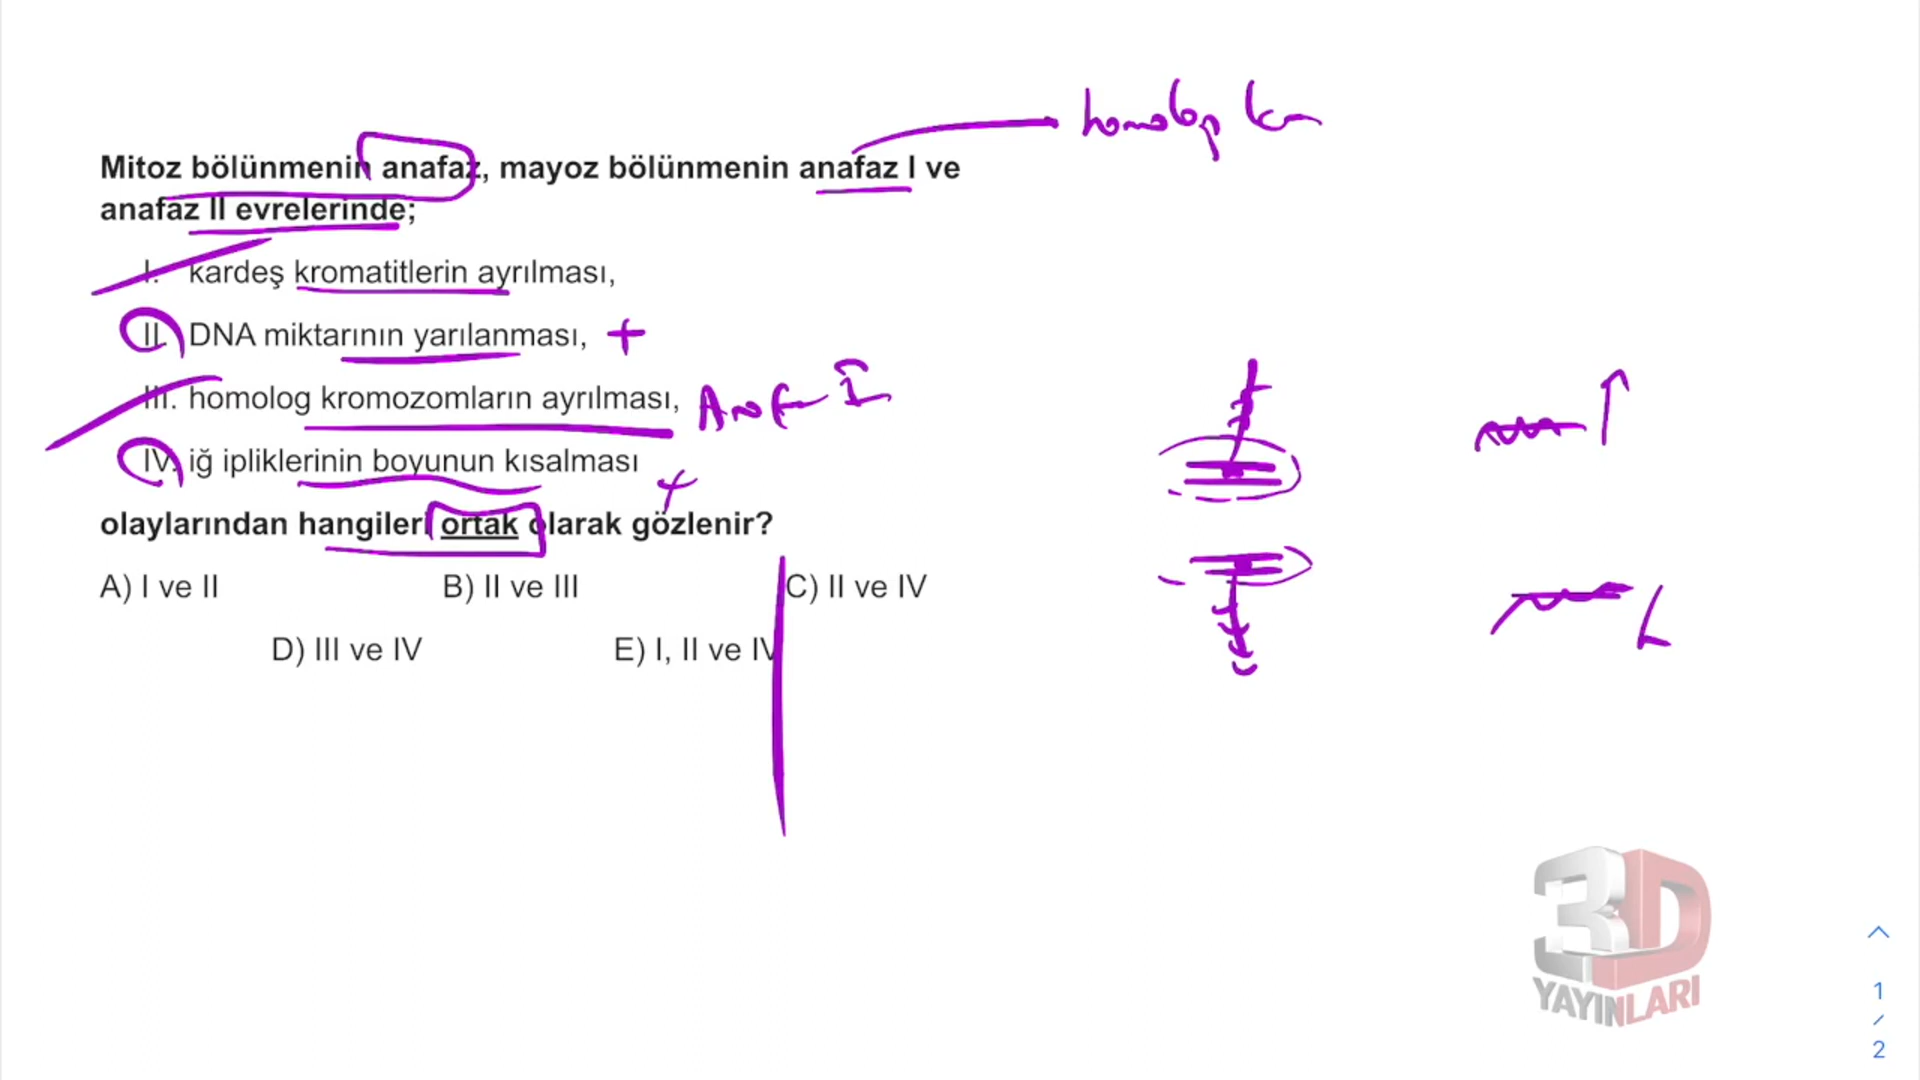 homolog
Mitoz bölünmenin anafaz, mayoz bölünmenin anafaz I ve
anafaz II evrelerinde;
I. kardeş kromatitlerin ayrılması,
II. DNA miktarının yarılanması, +
III. homolog kromozomların ayrılması,
IV. iğ ipliklerinin boyunun kısalması
olaylarından hangileri ortak olarak gözlenir?
A) I ve II B) II ve III C) II ve IV
D) III ve IV E) I, II ve IV
3D
YAYINLARI
1
/
2